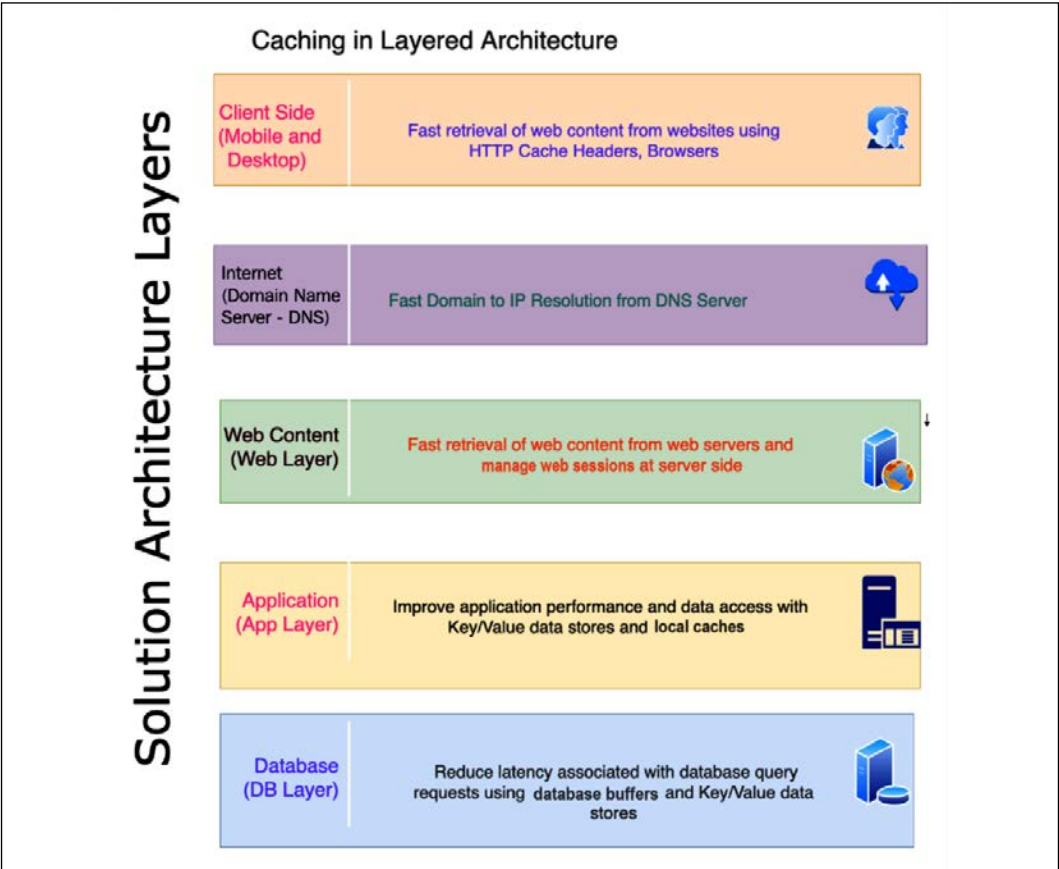 Caching in Layered Architecture
Solution Architecture Layers
Client Side
(Mobile and
Desktop)
Fast retrieval of web content from websites using
HTTP Cache Headers, Browsers
Internet
(Domain Name
Server - DNS)
Fast Domain to IP Resolution from DNS Server
Web Content
(Web Layer)
Fast retrieval of web content from web servers and
manage web sessions at server side
Application
(App Layer)
Improve application performance and data access with
Key/Value data stores and local caches
Database
(DB Layer)
Reduce latency associated with database query
requests using database buffers and Key/Value data
stores